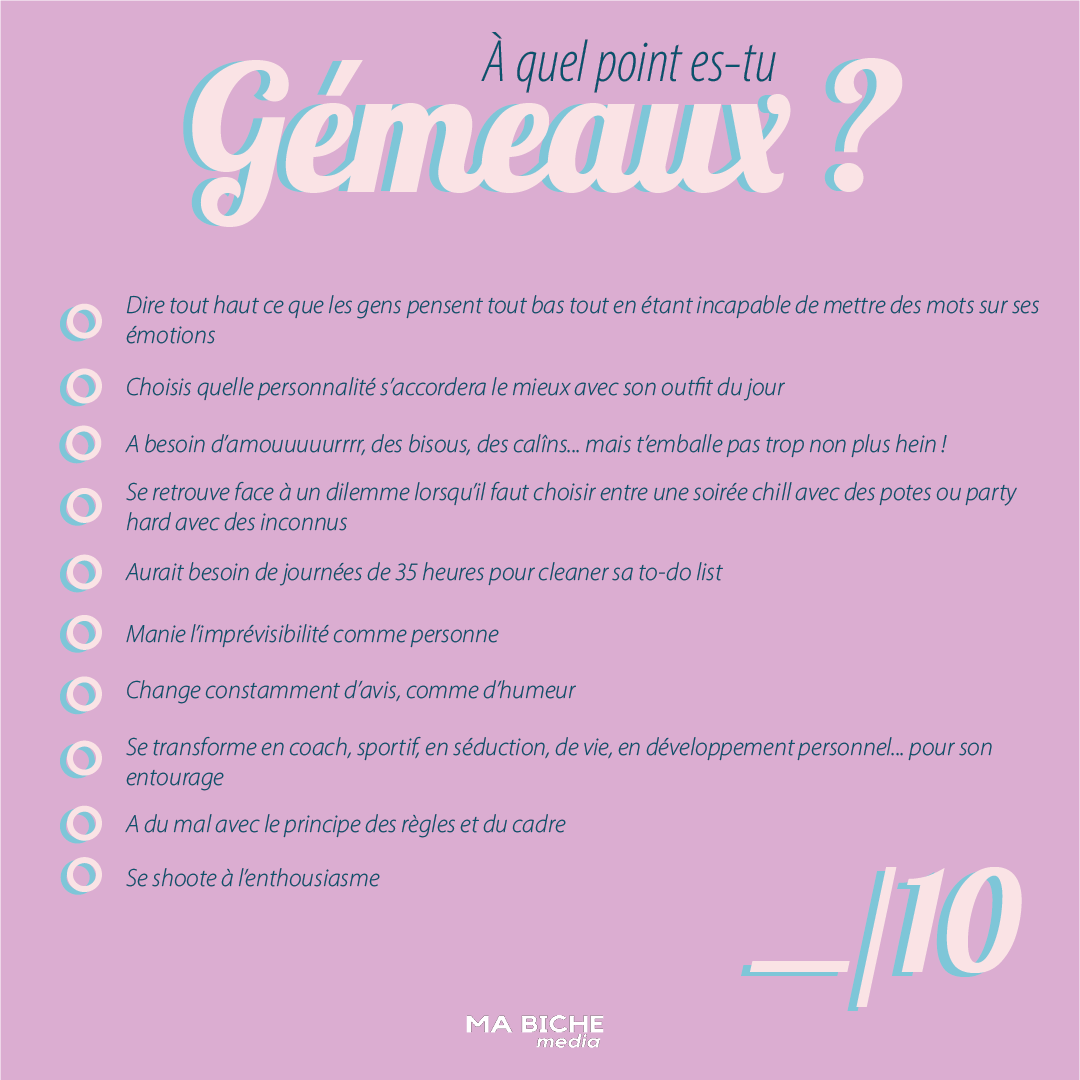 À quel point es-tu
Gémeaux ?
Dire tout haut ce que les gens pensent tout bas tout en étant incapable de mettre des mots sur ses
émotions
Choisis quelle personnalité s’accordera le mieux avec son outfit du jour
A besoin d’amouuuuurrrr, des bisous, des calîns... mais t’emballe pas trop non plus hein !
Se retrouve face à un dilemme lorsqu’il faut choisir entre une soirée chill avec des potes ou party
hard avec des inconnus
Aurait besoin de journées de 35 heures pour cleaner sa to-do list
Manie l’imprévisibilité comme personne
Change constamment d’avis, comme d’humeur
Se transforme en coach, sportif, en séduction, de vie, en développement personnel... pour son
entourage
A du mal avec le principe des règles et du cadre
Se shoote à l’enthousiasme
__/10
MA BICHE
media